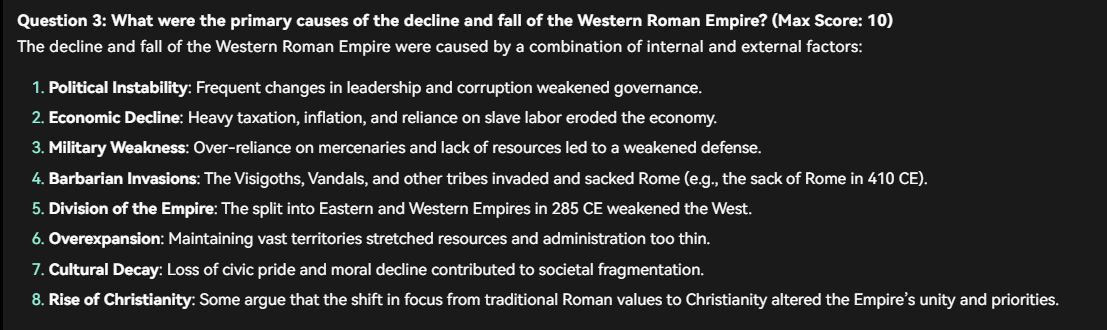 Question 3: What were the primary causes of the decline and fall of the Western Roman Empire? (Max Score: 10)
The decline and fall of the Western Roman Empire were caused by a combination of internal and external factors:
1. Political Instability: Frequent changes in leadership and corruption weakened governance.
2. Economic Decline: Heavy taxation, inflation, and reliance on slave labor eroded the economy.
3. Military Weakness: Over-reliance on mercenaries and lack of resources led to a weakened defense.
4. Barbarian Invasions: The Visigoths, Vandals, and other tribes invaded and sacked Rome (e.g., the sack of Rome in 410 CE).
5. Division of the Empire: The split into Eastern and Western Empires in 285 CE weakened the West.
6. Overexpansion: Maintaining vast territories stretched resources and administration too thin.
7. Cultural Decay: Loss of civic pride and moral decline contributed to societal fragmentation.
8. Rise of Christianity: Some argue that the shift in focus from traditional Roman values to Christianity altered the Empire's unity and priorities.